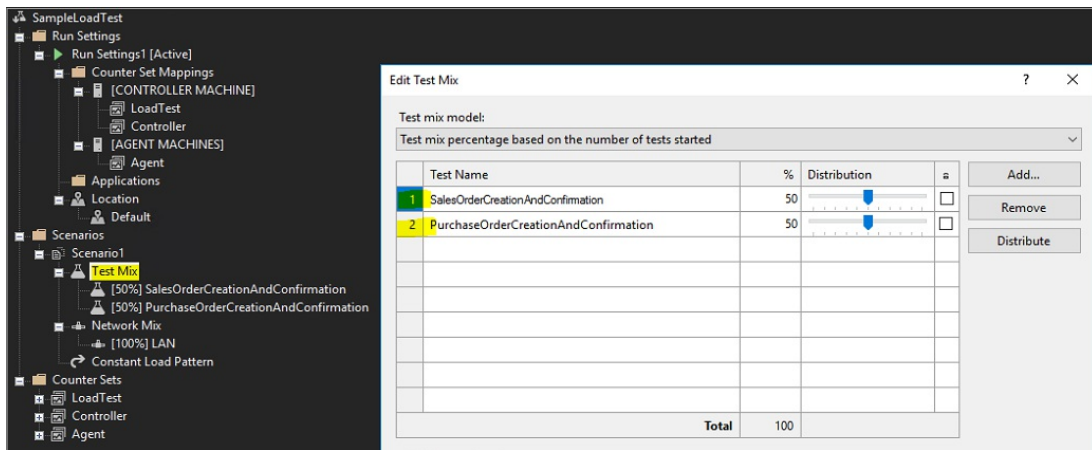 SampleLoadTest
Run Settings
Run Settings1 [Active]
Counter Set Mappings
[CONTROLLER MACHINE]
LoadTest
Controller
[AGENT MACHINES]
Agent
Applications
Location
Default
Scenarios
Scenario1
Test Mix
[50%] SalesOrderCreationAndConfirmation
[50%] PurchaseOrderCreationAndConfirmation
Network Mix
[100%] LAN
Constant Load Pattern
Counter Sets
LoadTest
Controller
Agent
Edit Test Mix ?
Test mix model:
Test mix percentage based on the number of tests started
Test Name % Distribution a
1 SalesOrderCreationAndConfirmation 50
2 PurchaseOrderCreationAndConfirmation 50
Total 100
Add...
Remove
Distribute